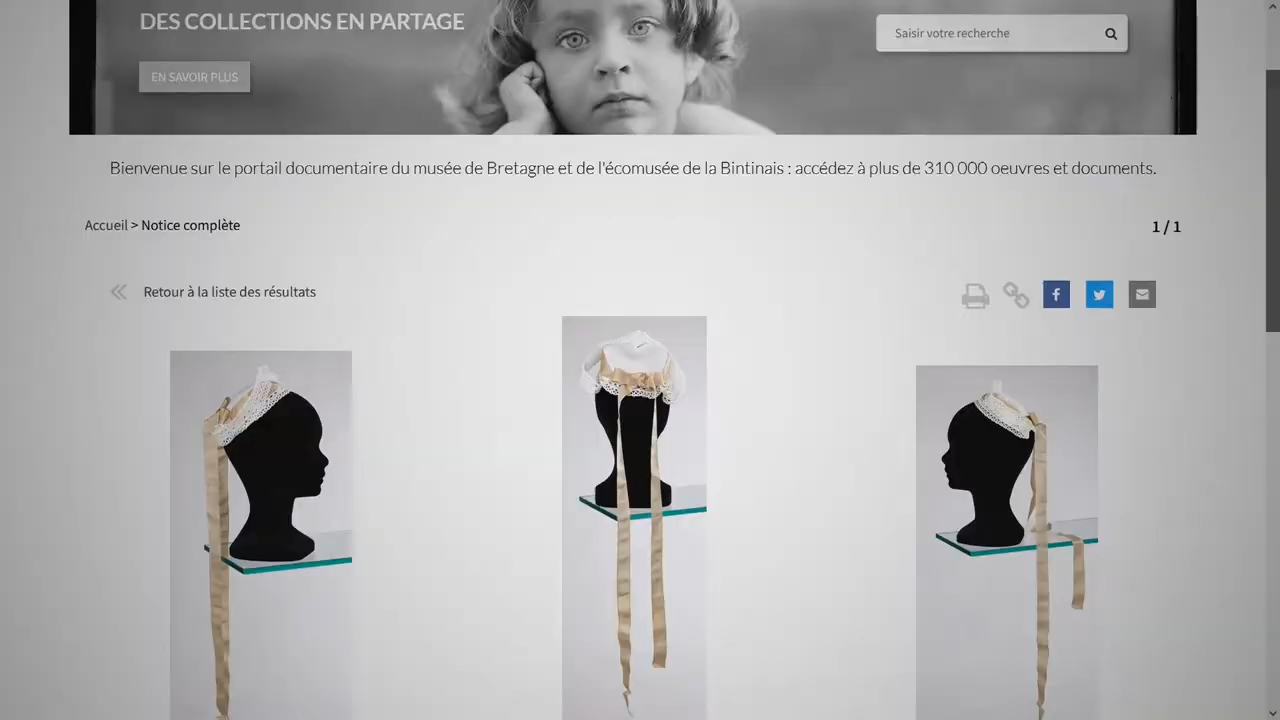 DES COLLECTIONS EN PARTAGE
Saisir votre recherche
EN SAVOIR PLUS
Bienvenue sur le portail documentaire du musée de Bretagne et de l'écomusée de la Bintinais : accédez à plus de 310 000 oeuvres et documents.
Accueil > Notice complète
1 / 1
Retour à la liste des résultats